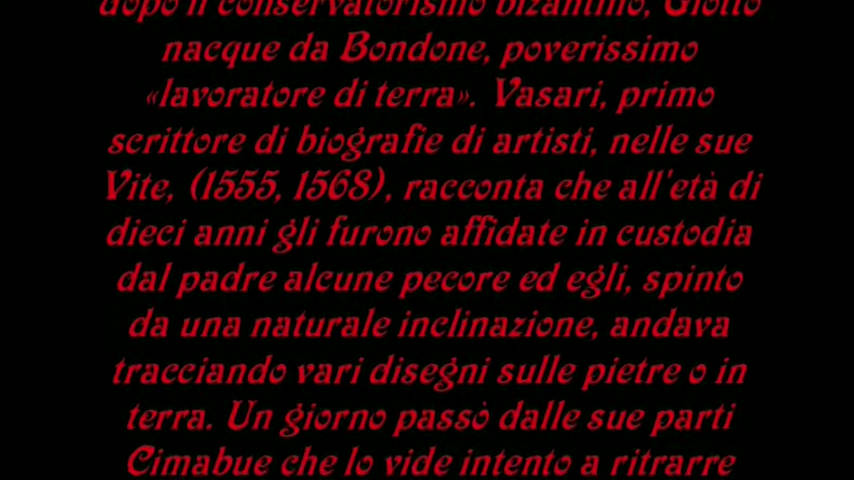 dopo il conservatorismo bizantino, Giotto
nacque da Bondone, poverissimo
«lavoratore di terra». Vasari, primo
scrittore di biografie di artisti, nelle sue
Vite, (1555, 1568), racconta che all'età di
dieci anni gli furono affidate in custodia
dal padre alcune pecore ed egli, spinto
da una naturale inclinazione, andava
tracciando vari disegni sulle pietre o in
terra. Un giorno passò dalle sue parti
Cimabue che lo vide intento a ritrarre